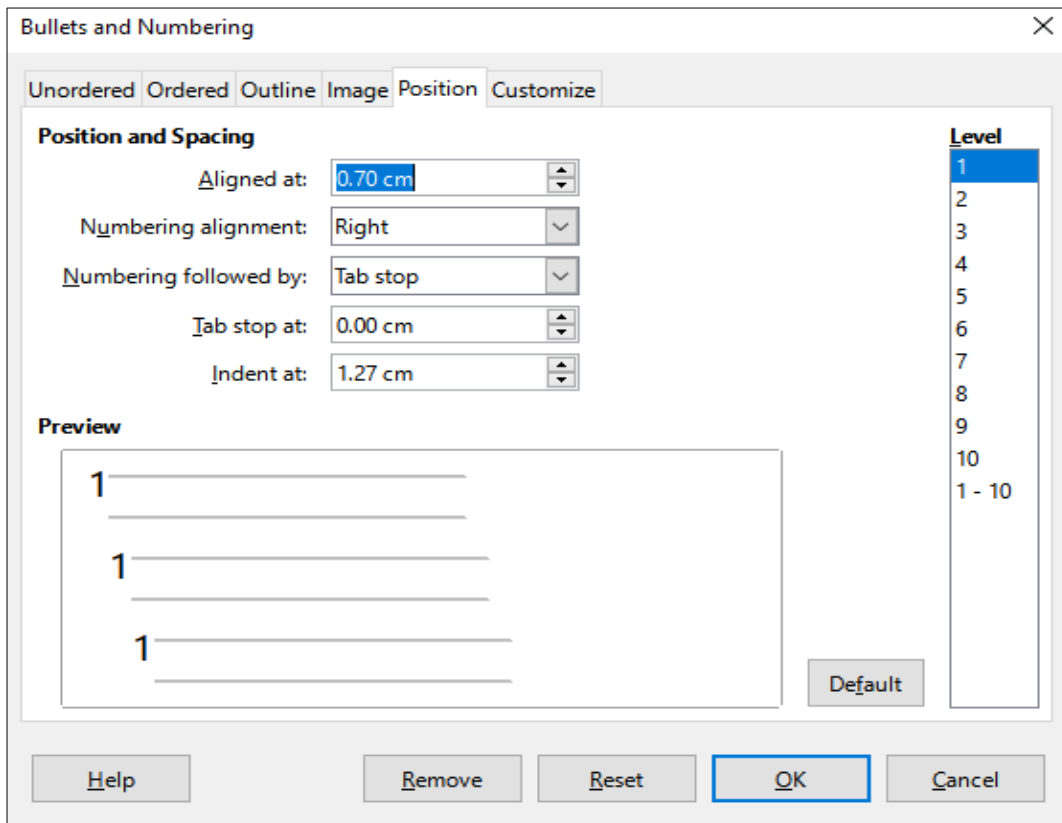 Bullets and Numbering
Unordered Ordered Outline Image Position Customize
Position and Spacing
Level
Aligned at: 0.70 cm
Numbering alignment: Right
Numbering followed by: Tab stop
Tab stop at: 0.00 cm
Indent at: 1.27 cm
1
2
3
4
5
6
7
8
9
10
1 - 10
Preview
1
1
1
Default
Help Remove Reset OK Cancel